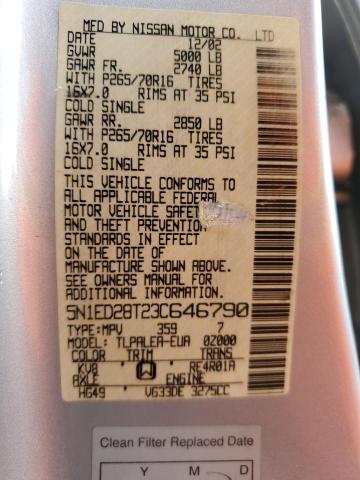 MFD BY NISSAN MOTOR CO. LTD
DATE 12/02
GVWR 5000 LB
GAWR FR. 2740 LB
WITH P265/70R16 TIRES
16X7.0 RIMS AT 35 PSI
COLD SINGLE
GAWR RR. 2850 LB
WITH P265/70R16 TIRES
16X7.0 RIMS AT 35 PSI
COLD SINGLE
THIS VEHICLE CONFORMS TO
ALL APPLICABLE FEDERAL
MOTOR VEHICLE SAFET
AND THEFT PREVENTION
STANDARDS IN EFFECT
ON THE DATE OF
MANUFACTURE SHOWN ABOVE.
SEE OWNERS MANUAL FOR
ADDITIONAL INFORMATION.
5N1ED28T23C646790
TYPE:MPV 359 7
MODEL: TLPALEA-EUA 0Z000
COLOR TRIM TRANS
KV8 W RE4R01A
AXLE ENGINE
HG49 VG33DE 3275CC
Clean Filter Replaced Date
Y M D